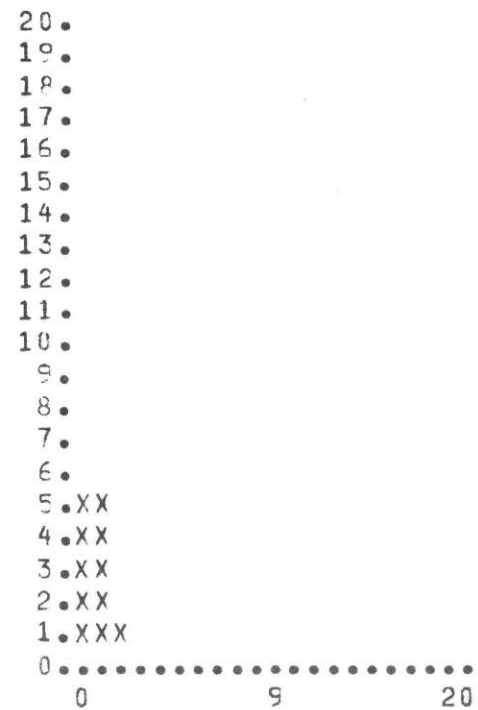 20.
19.
18.
17.
16.
15.
14.
13.
12.
11.
10.
9.
8.
7.
6.
5.XX
4.XX
3.XX
2.XX
1.XXX
0......................
0 9 20